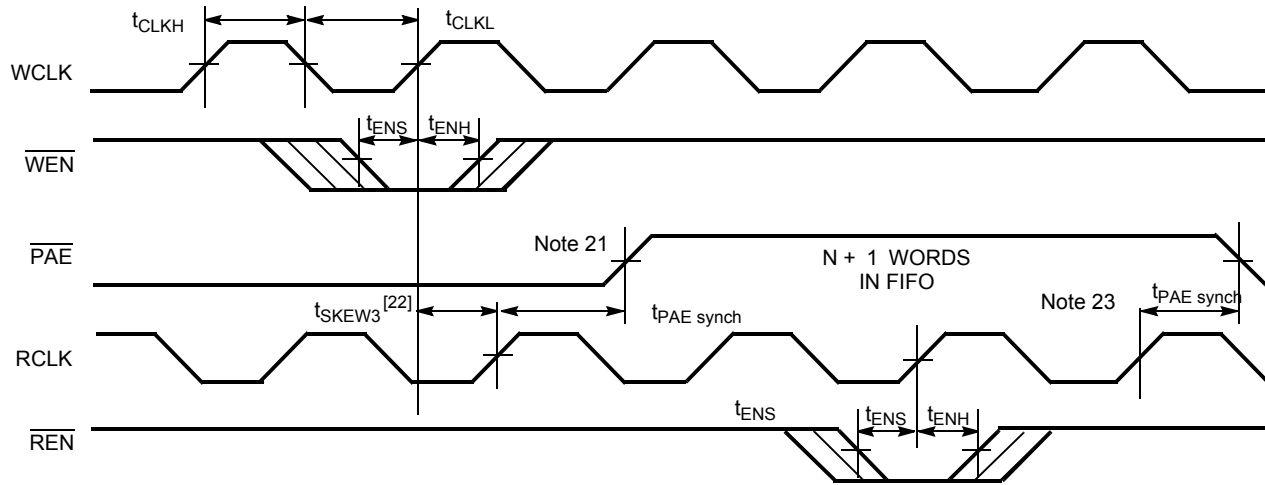 tCLKH
tCLKL
WCLK
tENS
tENH
WEN
Note 21
PAE
N + 1 WORDS
IN FIFO
tSKEW3 [22]
tPAE synch
Note 23
tPAE synch
RCLK
tENS
tENS
tENH
REN